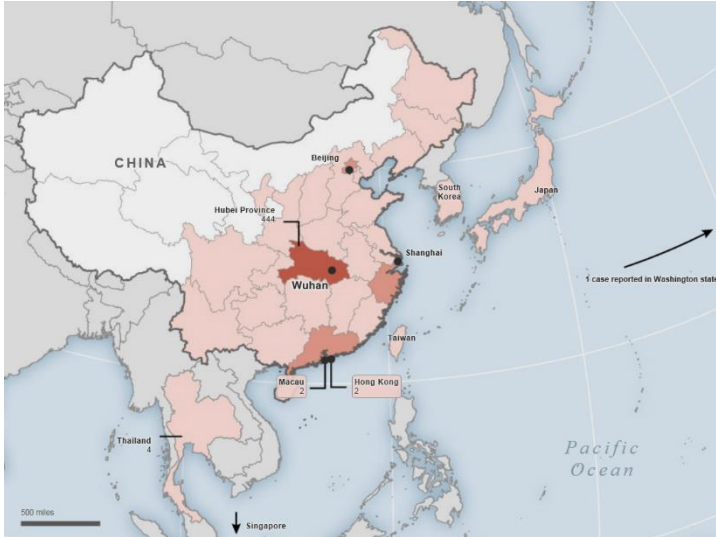 CHINA
Beijing
South
Korea
Japan
Hubei Province
444
Shanghai
Wuhan
1 case reported in Washington state
Taiwan
Macau
2
Hong Kong
2
Thailand
4
Pacific
Ocean
500 miles
Singapore